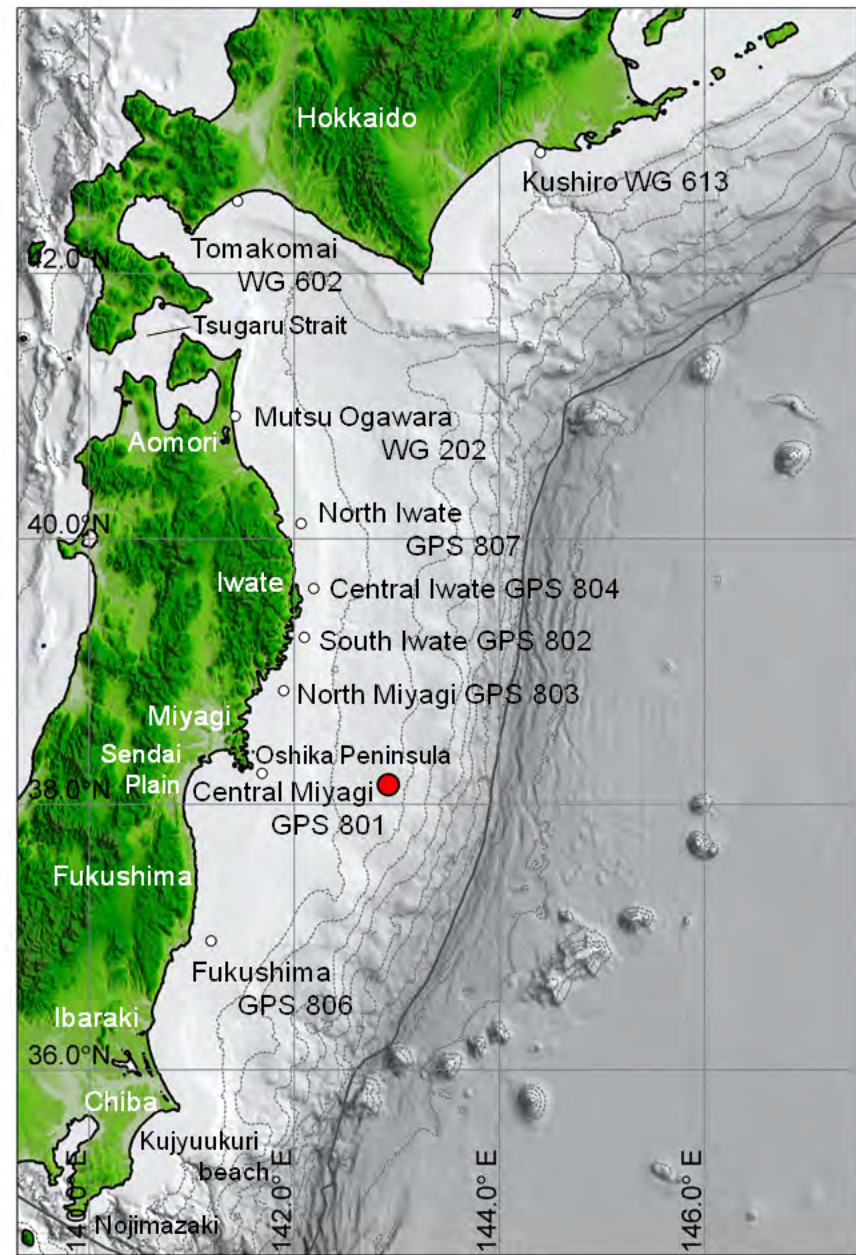 Hokkaido
Kushiro WG 613
Tomakomai
42.0°N
WG 602
Tsugaru Strait
Mutsu Ogawara
Aomori
WG 202
North Iwate
40.0°N
GPS 807
Iwate
Central Iwate GPS 804
South Iwate GPS 802
North Miyagi GPS 803
Miyagi
Sendai
Oshika Peninsula
Plain
38.0°N
Central Miyagi
GPS 801
Fukushima
Fukushima
GPS 806
Ibaraki
36.0°N
Chiba
Kujyuukuri
beach
Nojimazaki
140.0° E
142.0° E
144.0° E
146.0° E